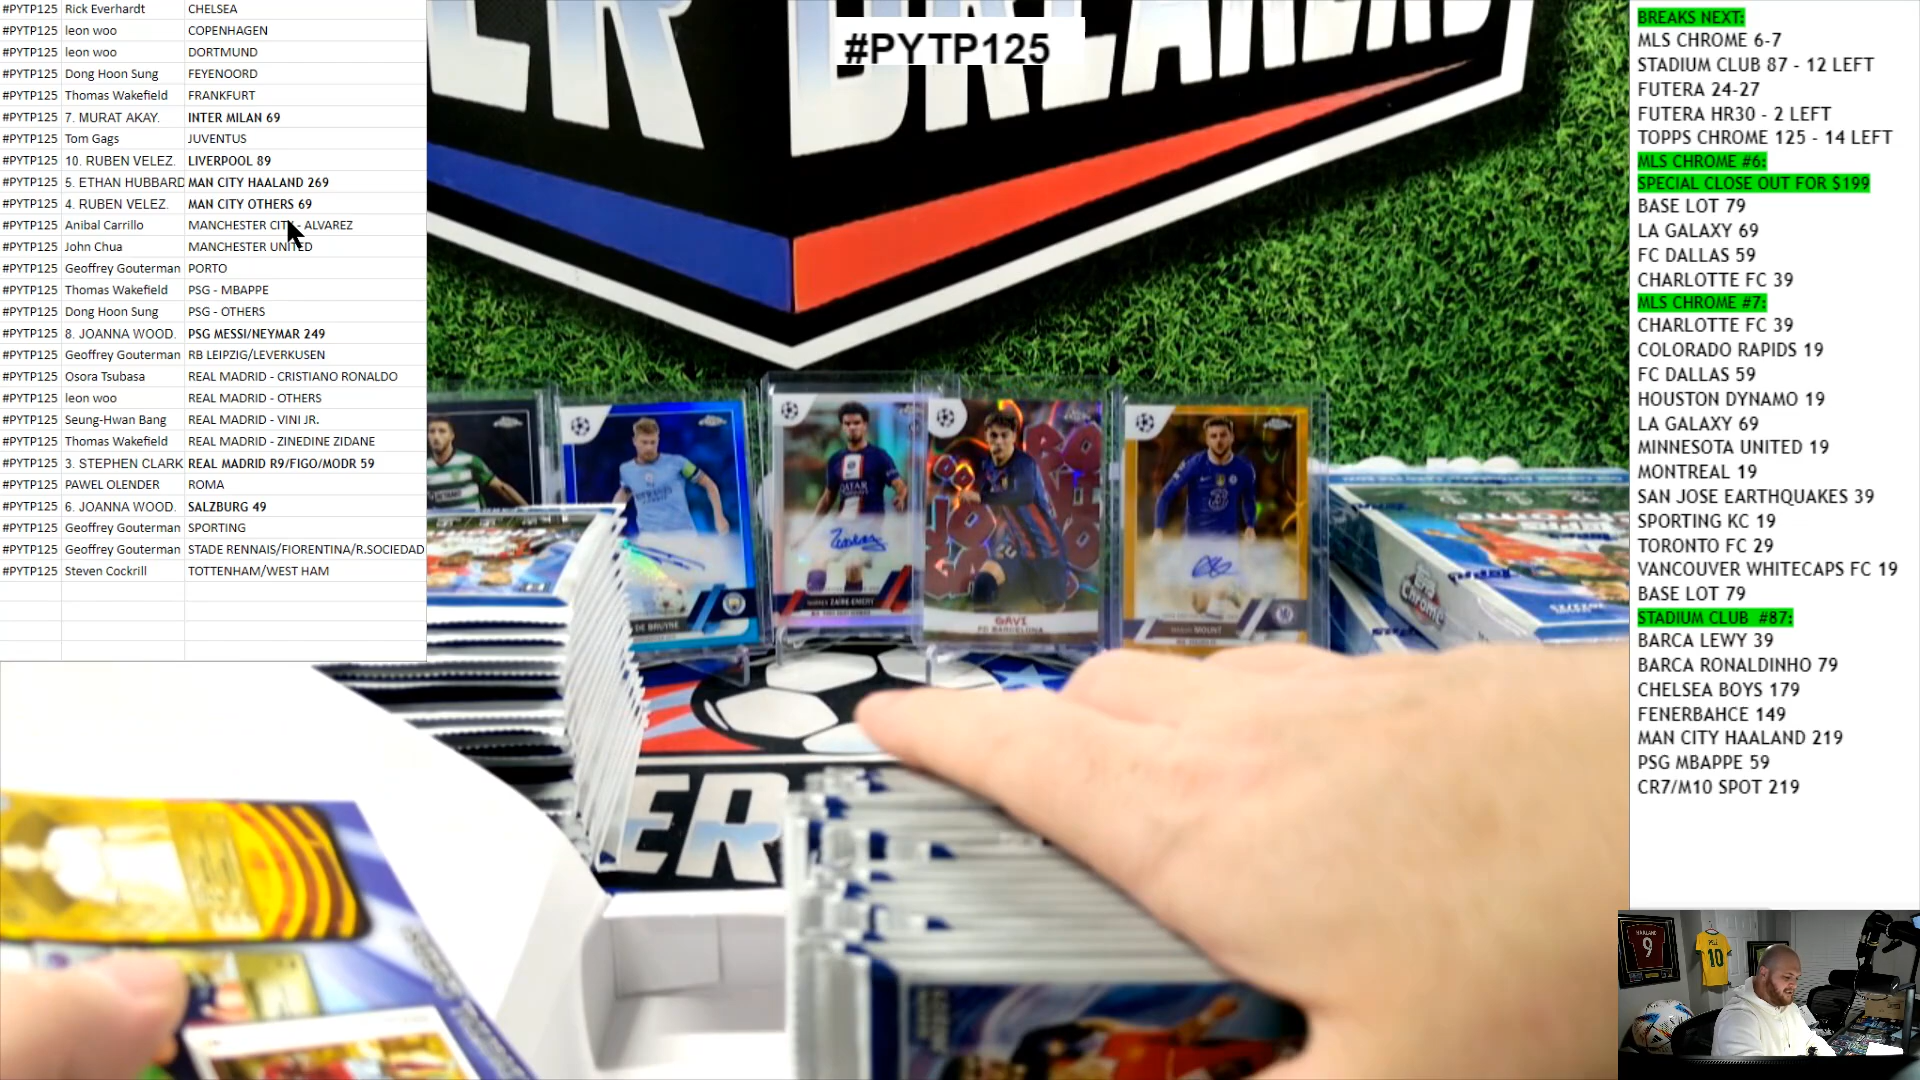 #PYTP125 Rick Everhardt CHELSEA
#PYTP125 leon woo COPENHAGEN
#PYTP125 leon woo DORTMUND
#PYTP125 Dong Hoon Sung FEYENOORD
#PYTP125 Thomas Wakefield FRANKFURT
#PYTP125 7. MURAT AKAY. INTER MILAN 69
#PYTP125 Tom Gags JUVENTUS
#PYTP125 10. RUBEN VELEZ. LIVERPOOL 89
#PYTP125 5. ETHAN HUBBARD MAN CITY HAALAND 269
#PYTP125 4. RUBEN VELEZ. MAN CITY OTHERS 69
#PYTP125 Anibal Carrillo MANCHESTER CITY - ALVAREZ
#PYTP125 John Chua MANCHESTER UNITED
#PYTP125 Geoffrey Gouterman PORTO
#PYTP125 Thomas Wakefield PSG - MBAPPE
#PYTP125 Dong Hoon Sung PSG - OTHERS
#PYTP125 8. JOANNA WOOD. PSG MESSI/NEYMAR 249
#PYTP125 Geoffrey Gouterman RB LEIPZIG/LEVERKUSEN
#PYTP125 Osora Tsubasa REAL MADRID - CRISTIANO RONALDO
#PYTP125 leon woo REAL MADRID - OTHERS
#PYTP125 Seung-Hwan Bang REAL MADRID - VINI JR.
#PYTP125 Thomas Wakefield REAL MADRID - ZINEDINE ZIDANE
#PYTP125 3. STEPHEN CLARK REAL MADRID R9/FIGO/MODR 59
#PYTP125 PAWEL OLENDER ROMA
#PYTP125 6. JOANNA WOOD. SALZBURG 49
#PYTP125 Geoffrey Gouterman SPORTING
#PYTP125 Geoffrey Gouterman STADE RENNAIS/FIORENTINA/R.SOCIEDAD
#PYTP125 Steven Cockrill TOTTENHAM/WEST HAM
#PYTP125
DE BRUYNE
ZAÏRE-EMERY
GAVI
FC BARCELONA
MOUNT
Topps
Chrome
ER
BREAKS NEXT:
MLS CHROME 6-7
STADIUM CLUB 87 - 12 LEFT
FUTERA 24-27
FUTERA HR30 - 2 LEFT
TOPPS CHROME 125 - 14 LEFT
MLS CHROME #6:
SPECIAL CLOSE OUT FOR $199
BASE LOT 79
LA GALAXY 69
FC DALLAS 59
CHARLOTTE FC 39
MLS CHROME #7:
CHARLOTTE FC 39
COLORADO RAPIDS 19
FC DALLAS 59
HOUSTON DYNAMO 19
LA GALAXY 69
MINNESOTA UNITED 19
MONTREAL 19
SAN JOSE EARTHQUAKES 39
SPORTING KC 19
TORONTO FC 29
VANCOUVER WHITECAPS FC 19
BASE LOT 79
STADIUM CLUB #87:
BARCA LEWY 39
BARCA RONALDINHO 79
CHELSEA BOYS 179
FENERBAHCE 149
MAN CITY HAALAND 219
PSG MBAPPE 59
CR7/M10 SPOT 219
HAALAND
9
10